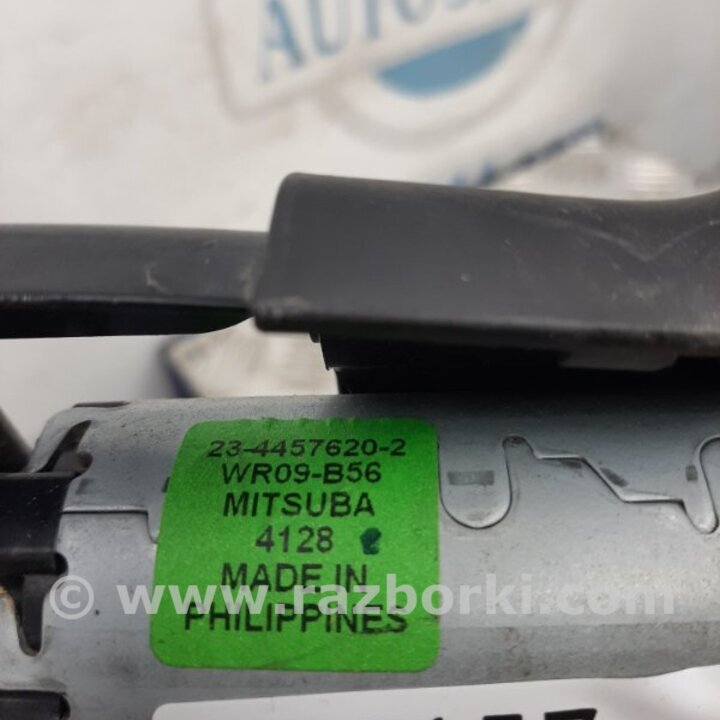 23-4457620-2
WR09-B56
MITSUBA
4128
MADE IN
© www.razborki.com
PHILIPPINES